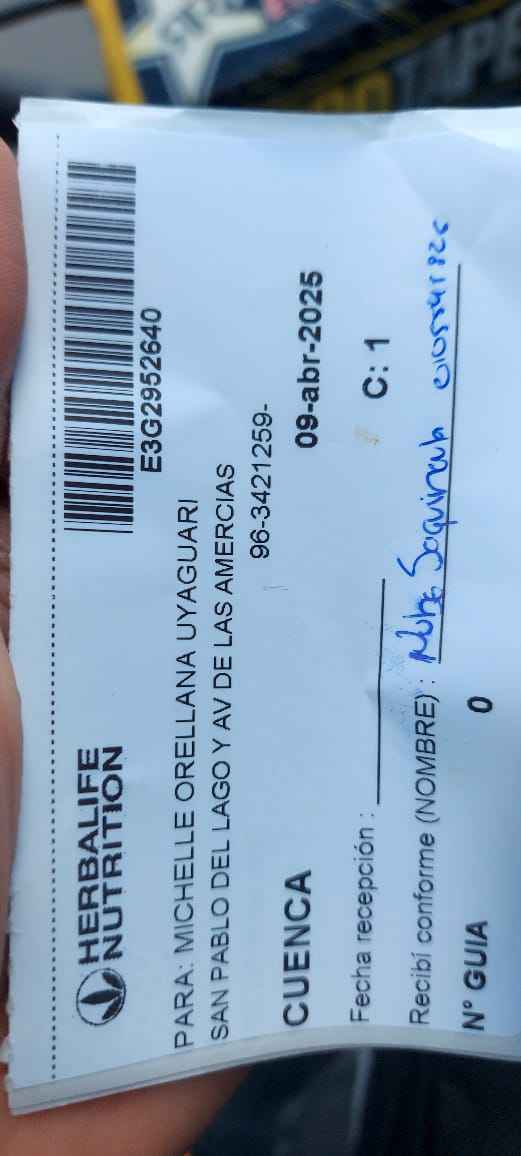 HERBALIFE
NUTRITION
E3G2952640
PARA: MICHELLE ORELLANA UYAGUARI
SAN PABLO DEL LAGO Y AV DE LAS AMERCIAS
96-3421259-
CUENCA 09-abr-2025
Fecha recepción : C: 1
Recibí conforme (NOMBRE) :
N° GUIA 0